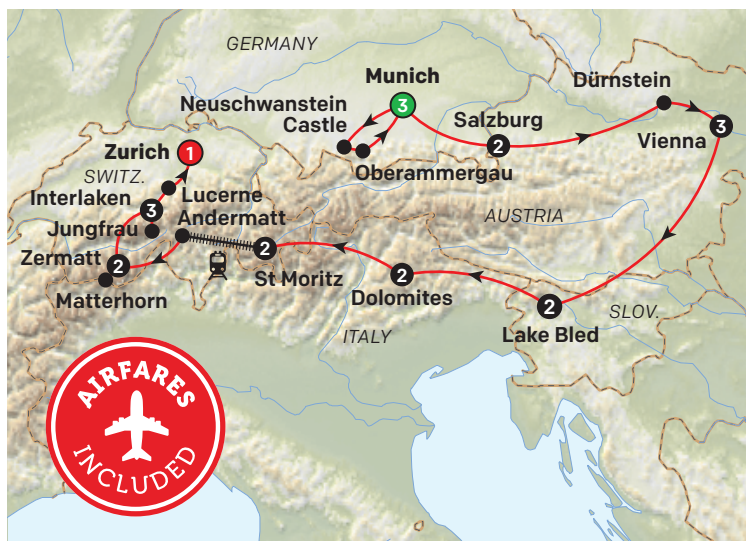 GERMANY
Munich
3
Neuschwanstein
Castle
Oberammergau
Salzburg
2
Dürnstein
3
Vienna
Zurich
1
SWITZ.
Lucerne
Interlaken
3
Jungfrau
Andermatt
Zermatt
2
Matterhorn
2
St Moritz
AUSTRIA
2
Dolomites
ITALY
2
Lake Bled
SLOV.
AIRFARES
INCLUDED